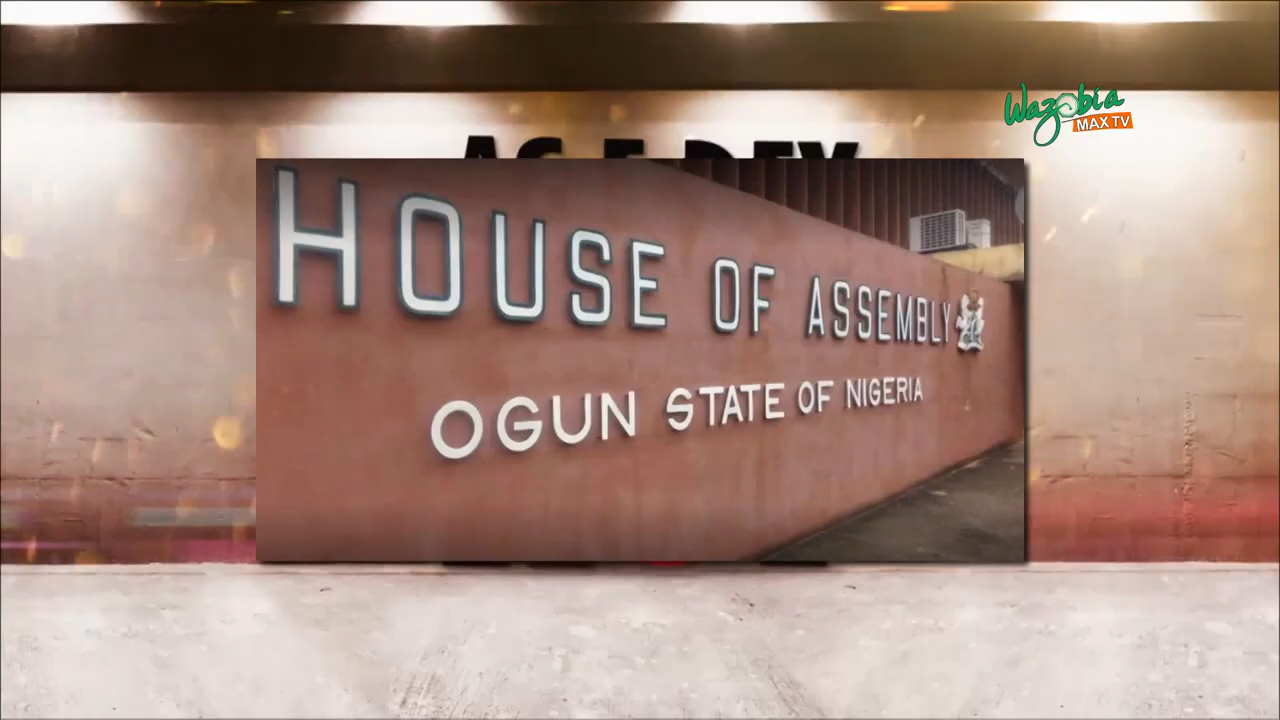 Wazobia
MAX TV
HOUSE OF ASSEMBLY
OGUN STATE OF NIGERIA